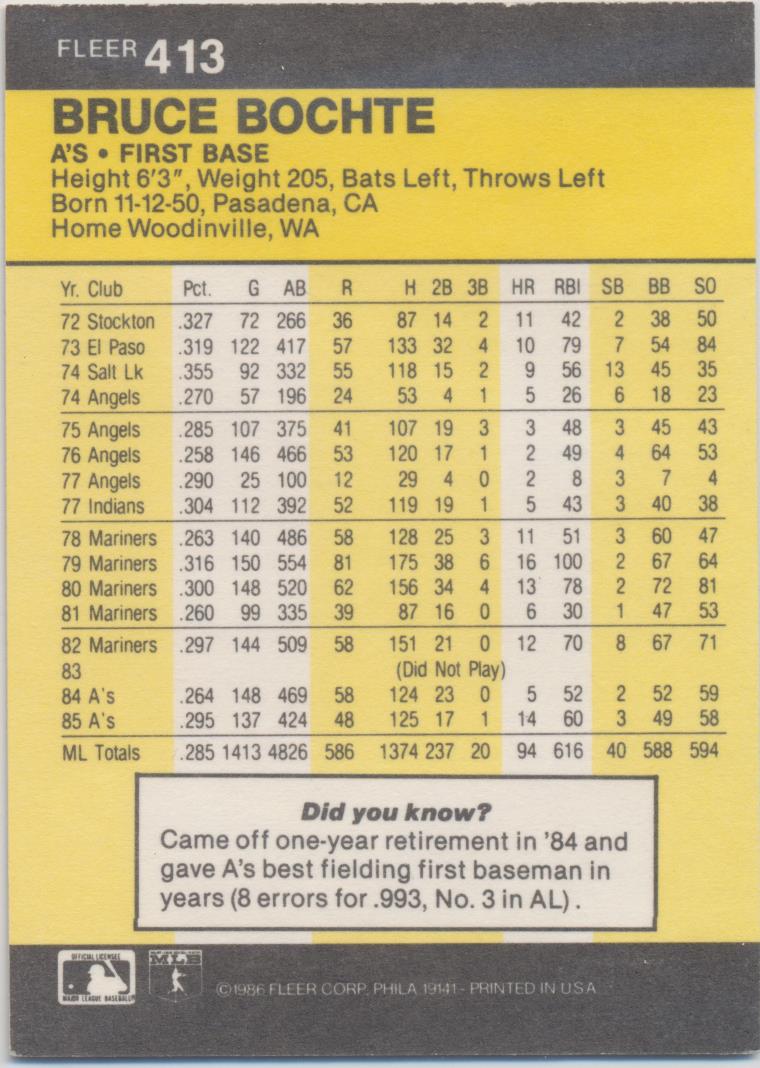 FLEER 413
BRUCE BOCHTE
A'S • FIRST BASE
Height 6'3", Weight 205, Bats Left, Throws Left
Born 11-12-50, Pasadena, CA
Home Woodinville, WA
Yr. Club Pct. G AB R H 2B 3B HR RBI SB BB SO
72 Stockton .327 72 266 36 87 14 2 11 42 2 38 50
73 El Paso .319 122 417 57 133 32 4 10 79 7 54 84
74 Salt Lk .355 92 332 55 118 15 2 9 56 13 45 35
74 Angels .270 57 196 24 53 4 1 5 26 6 18 23
75 Angels .285 107 375 41 107 19 3 3 48 3 45 43
76 Angels .258 146 466 53 120 17 1 2 49 4 64 53
77 Angels .290 25 100 12 29 4 0 2 8 3 7 4
77 Indians .304 112 392 52 119 19 1 5 43 3 40 38
78 Mariners .263 140 486 58 128 25 3 11 51 3 60 47
79 Mariners .316 150 554 81 175 38 6 16 100 2 67 64
80 Mariners .300 148 520 62 156 34 4 13 78 2 72 81
81 Mariners .260 99 335 39 87 16 0 6 30 1 47 53
82 Mariners .297 144 509 58 151 21 0 12 70 8 67 71
83 (Did Not Play)
84 A's .264 148 469 58 124 23 0 5 52 2 52 59
85 A's .295 137 424 48 125 17 1 14 60 3 49 58
ML Totals .285 1413 4826 586 1374 237 20 94 616 40 588 594
Did you know?
Came off one-year retirement in '84 and
gave A's best fielding first baseman in
years (8 errors for .993, No. 3 in AL).
OFFICIAL LICENSEE
MAJOR LEAGUE BASEBALL
©1986 FLEER CORP. PHILA 19141 - PRINTED IN U S A